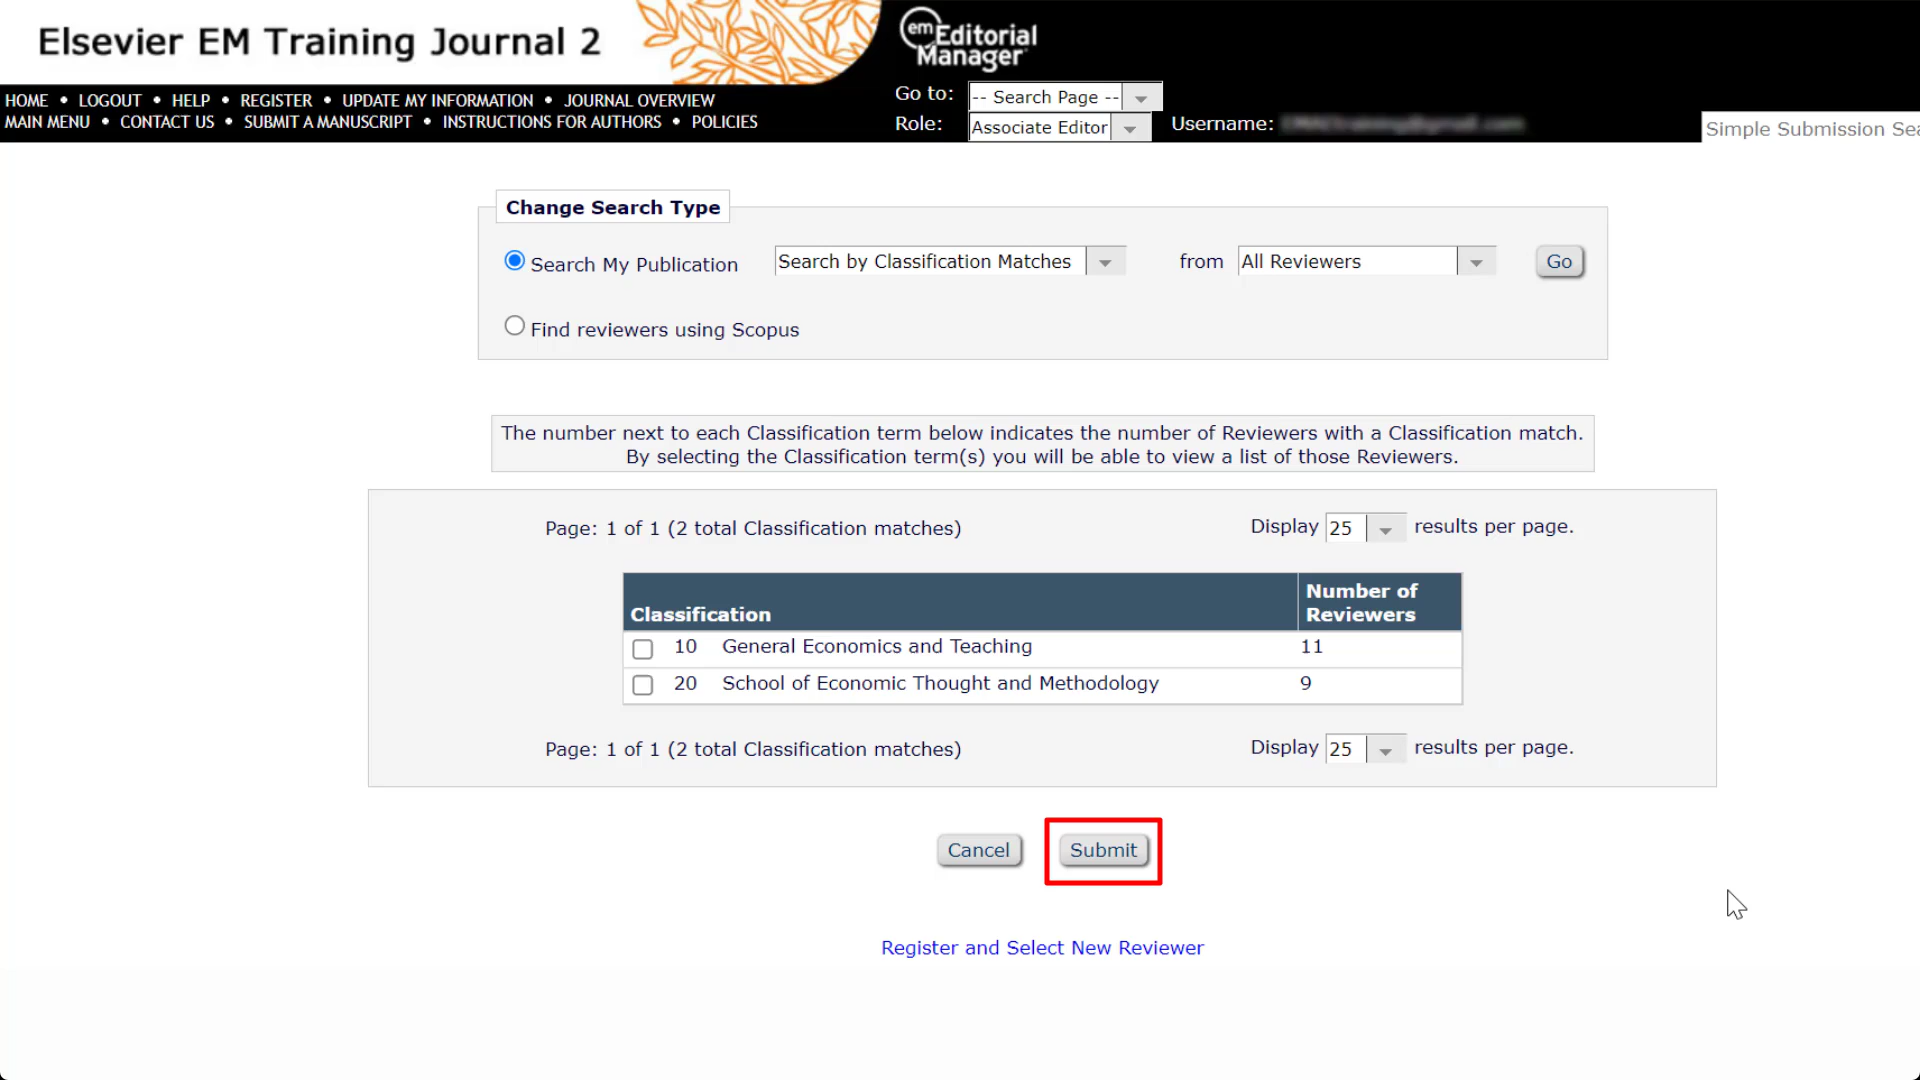 Elsevier EM Training Journal 2
em Editorial
Manager
HOME • LOGOUT • HELP • REGISTER • UPDATE MY INFORMATION • JOURNAL OVERVIEW
MAIN MENU • CONTACT US • SUBMIT A MANUSCRIPT • INSTRUCTIONS FOR AUTHORS • POLICIES
Go to: -- Search Page --
Role: Associate Editor Username:
Simple Submission Sea
Change Search Type
Search My Publication Search by Classification Matches from All Reviewers Go
Find reviewers using Scopus
The number next to each Classification term below indicates the number of Reviewers with a Classification match.
By selecting the Classification term(s) you will be able to view a list of those Reviewers.
Page: 1 of 1 (2 total Classification matches) Display 25 results per page.
Classification Number of Reviewers
10 General Economics and Teaching 11
20 School of Economic Thought and Methodology 9
Page: 1 of 1 (2 total Classification matches) Display 25 results per page.
Cancel Submit
Register and Select New Reviewer